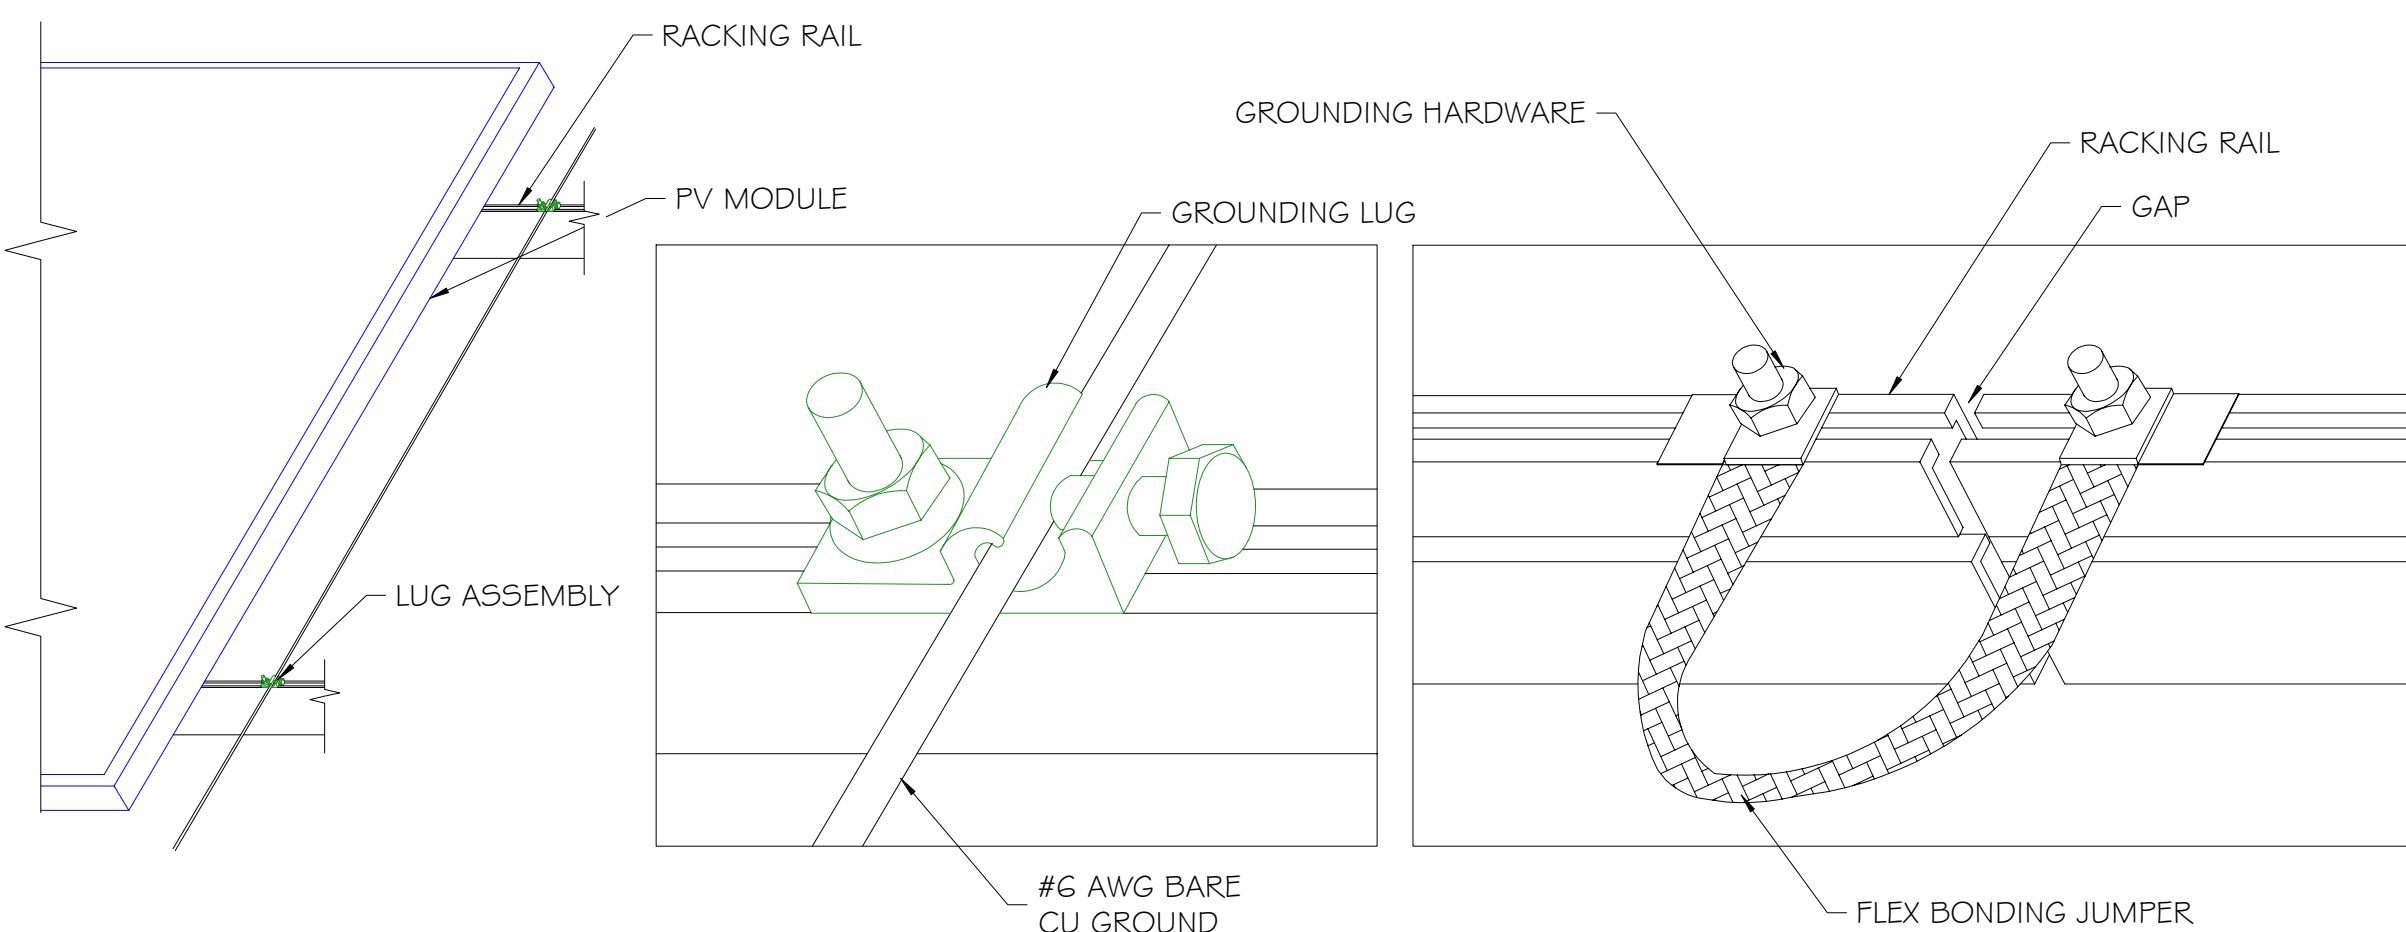 RACKING RAIL
PV MODULE
LUG ASSEMBLY
GROUNDING LUG
#6 AWG BARE
CU GROUND
GROUNDING HARDWARE
RACKING RAIL
GAP
FLEX BONDING JUMPER